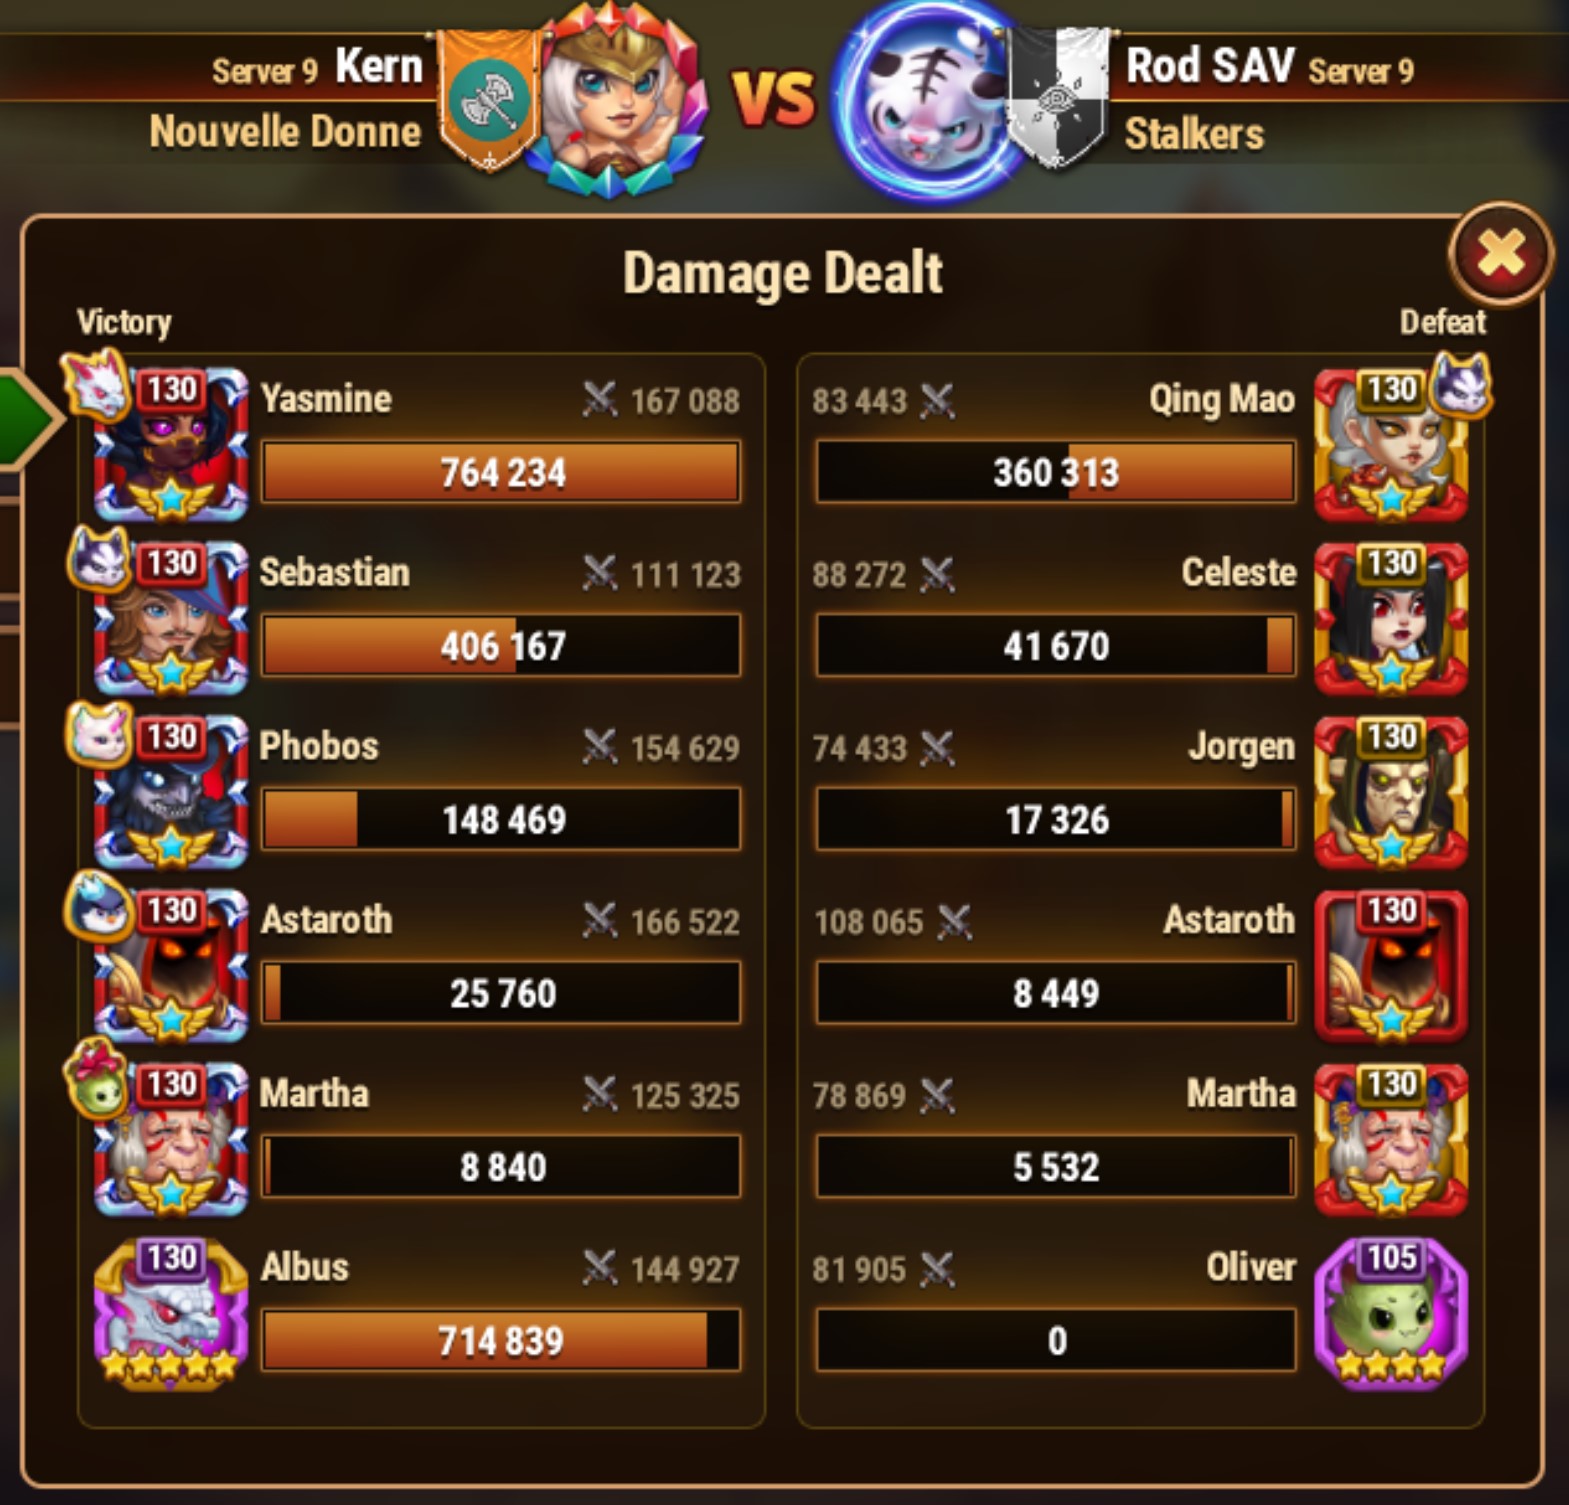 Server 9 Kern VS Rod SAV Server 9
Nouvelle Donne Stalkers
Damage Dealt
Victory Defeat
130 Yasmine 167 088
764 234
83 443 Qing Mao 130
360 313
130 Sebastian 111 123
406 167
88 272 Celeste 130
41 670
130 Phobos 154 629
148 469
74 433 Jorgen 130
17 326
130 Astaroth 166 522
25 760
108 065 Astaroth 130
8 449
130 Martha 125 325
8 840
78 869 Martha 130
5 532
130 Albus 144 927
714 839
81 905 Oliver 105
0